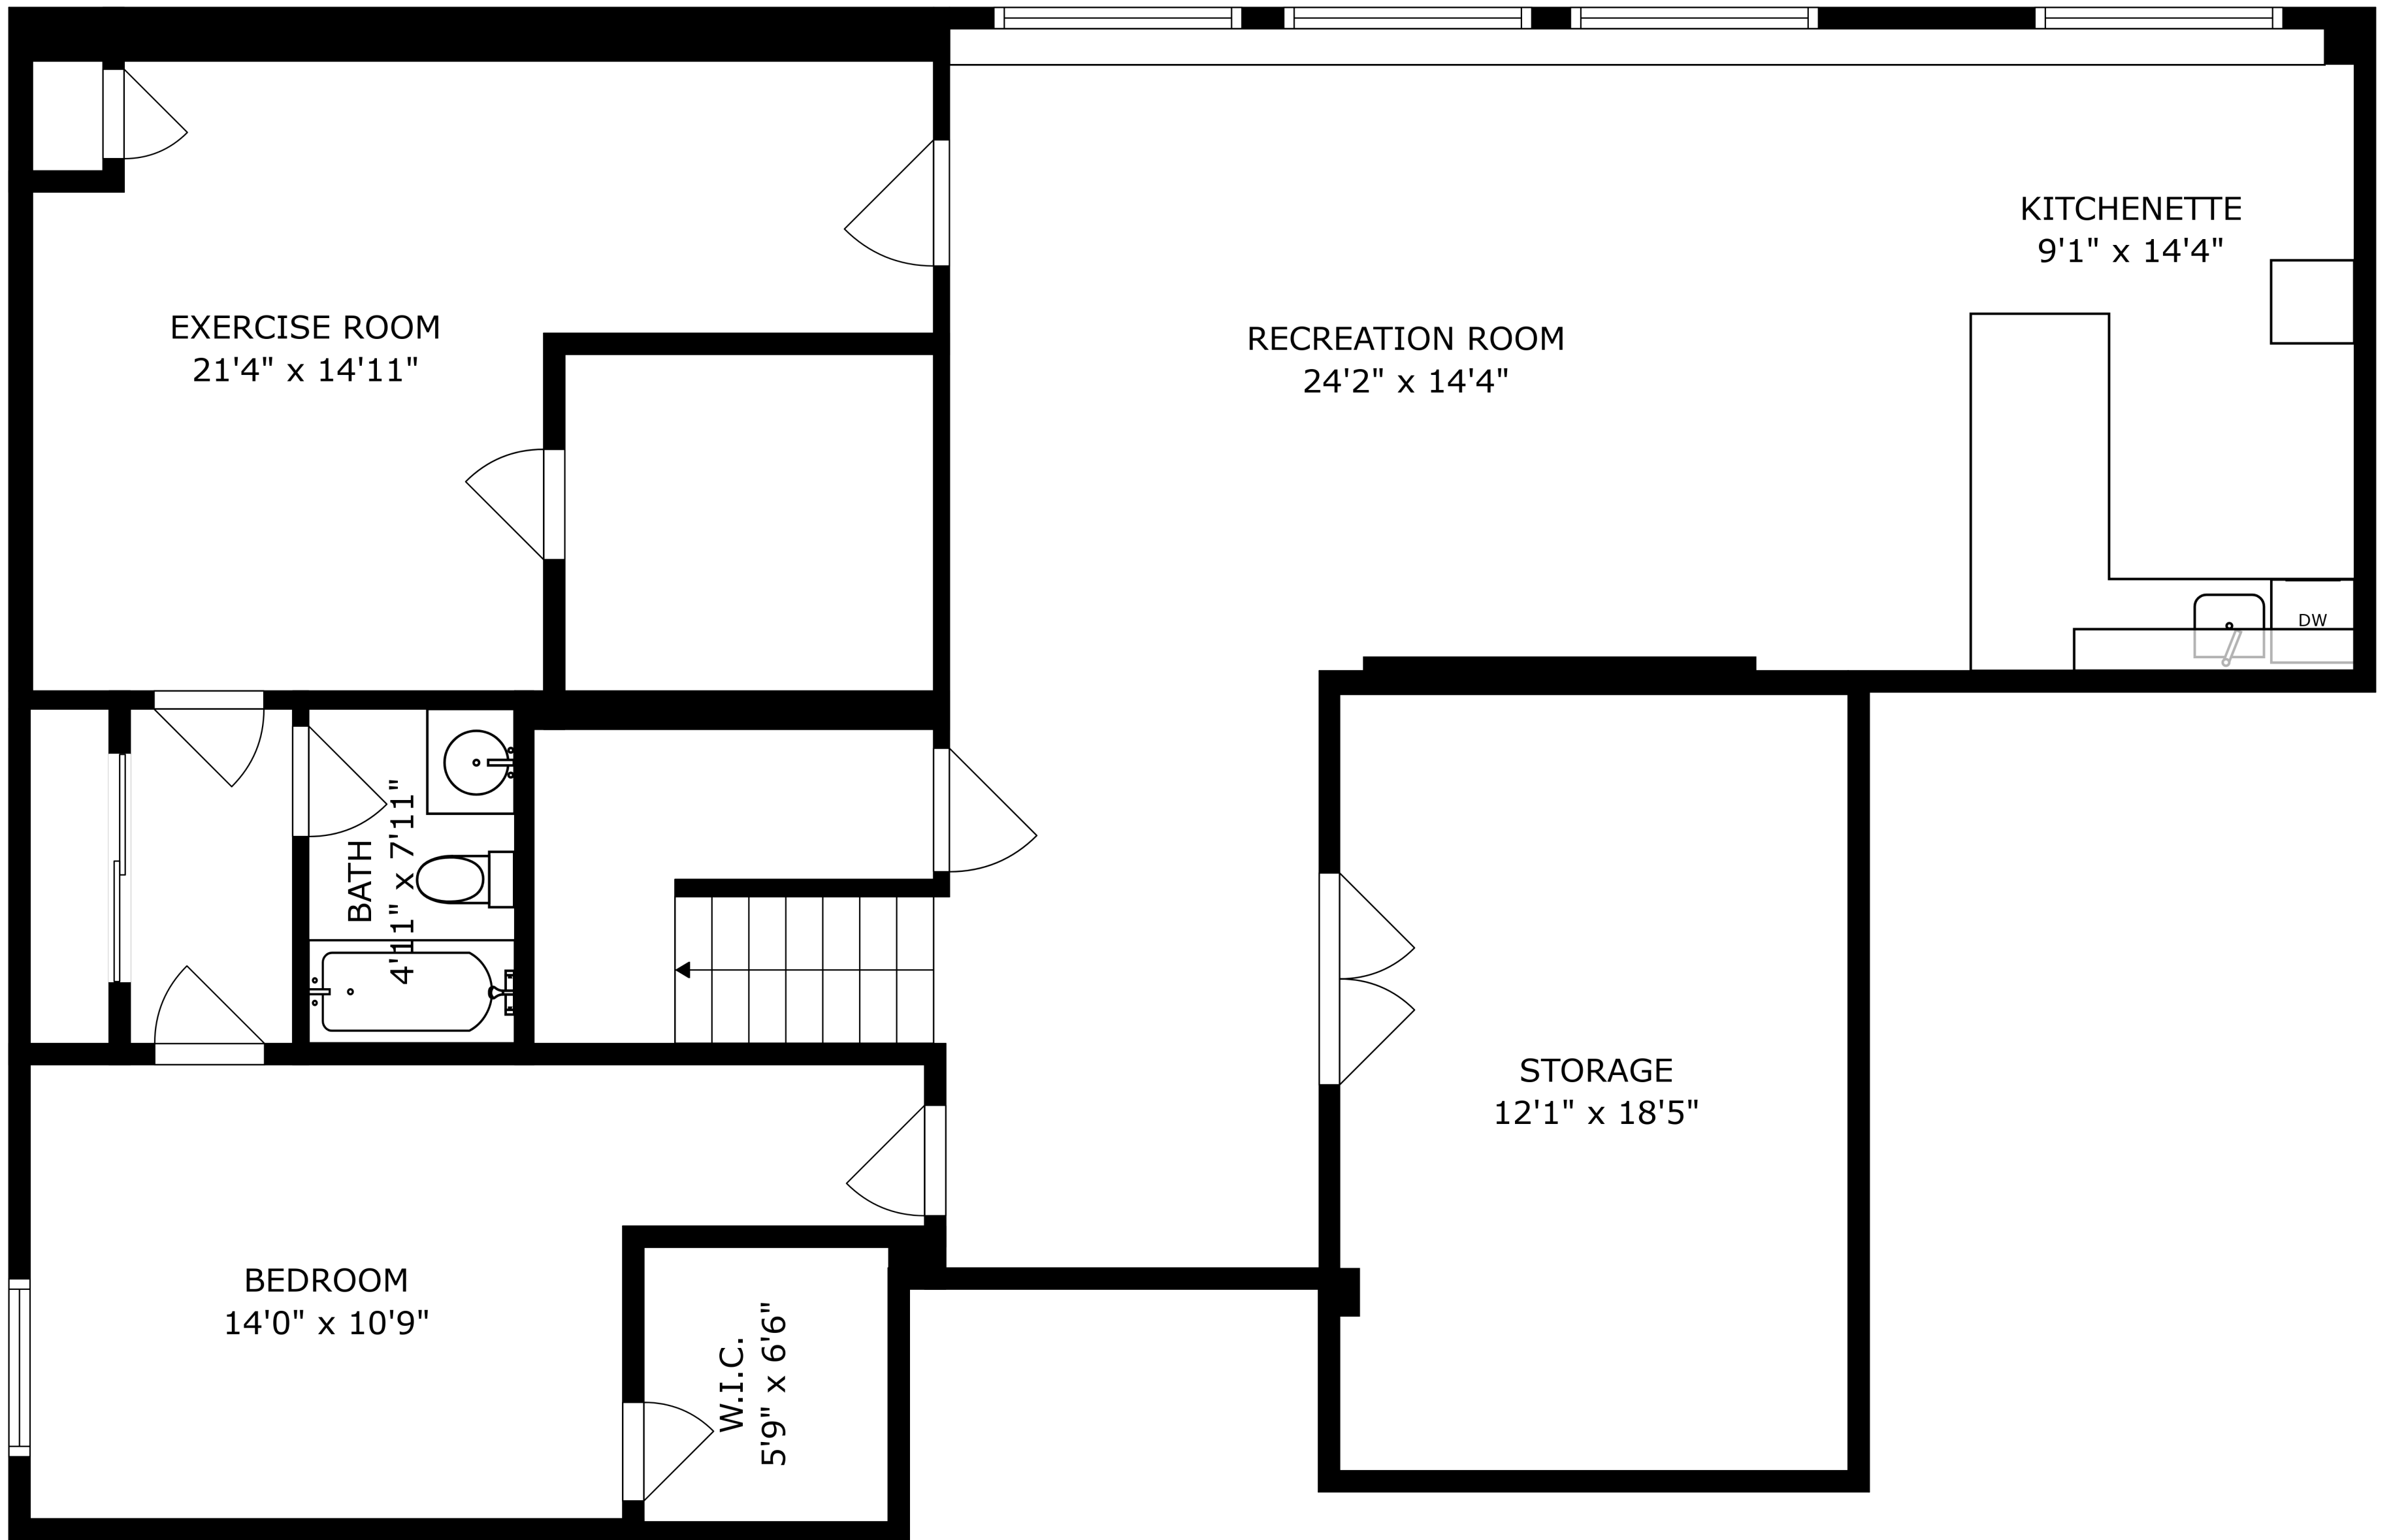 KITCHENETTE
9'1" x 14'4"
EXERCISE ROOM
21'4" x 14'11"
RECREATION ROOM
24'2" x 14'4"
DW
BATH
4'11" x 7'11"
STORAGE
12'1" x 18'5"
BEDROOM
14'0" x 10'9"
W.I.C.
5'9" x 6'6"